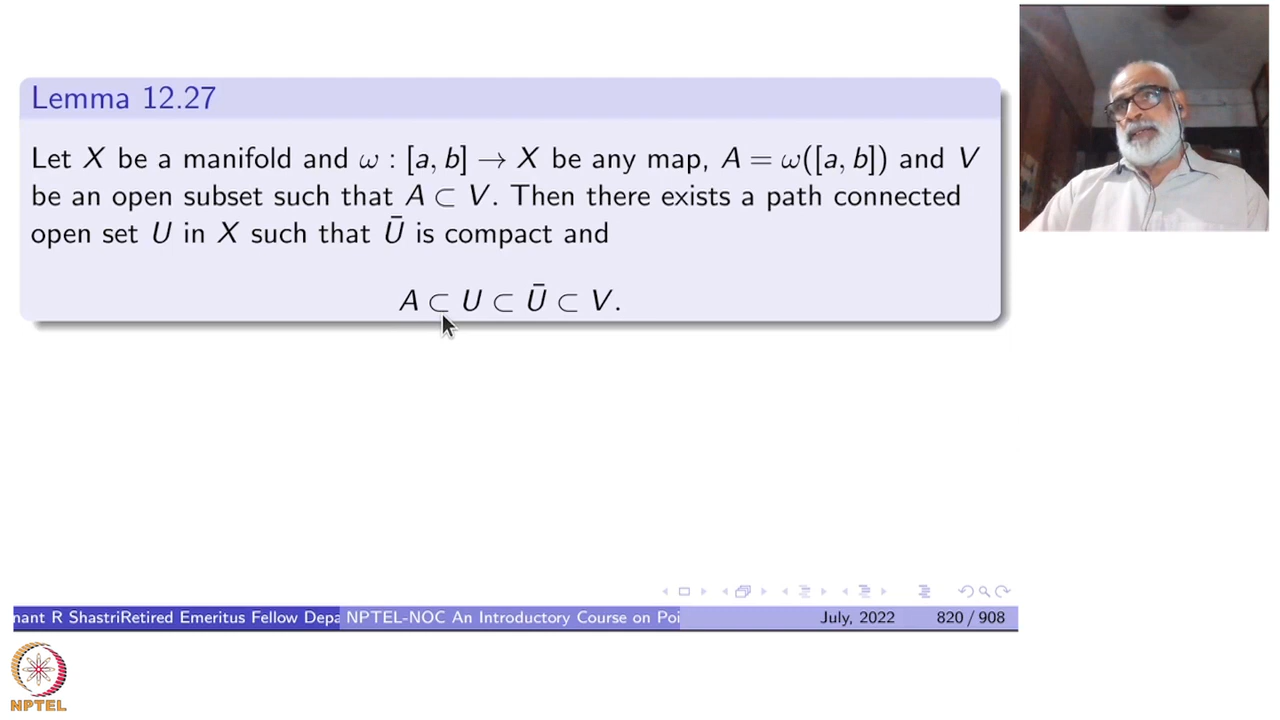 Lemma 12.27
Let X be a manifold and ω : [a, b] → X be any map, A = ω([a, b]) and V
be an open subset such that A ⊂ V. Then there exists a path connected
open set U in X such that Ū is compact and
A ⊂ U ⊂ Ū ⊂ V.
nant R ShastriRetired Emeritus Fellow Depa NPTEL-NOC An Introductory Course on Poi July, 2022 820 / 908
NPTEL